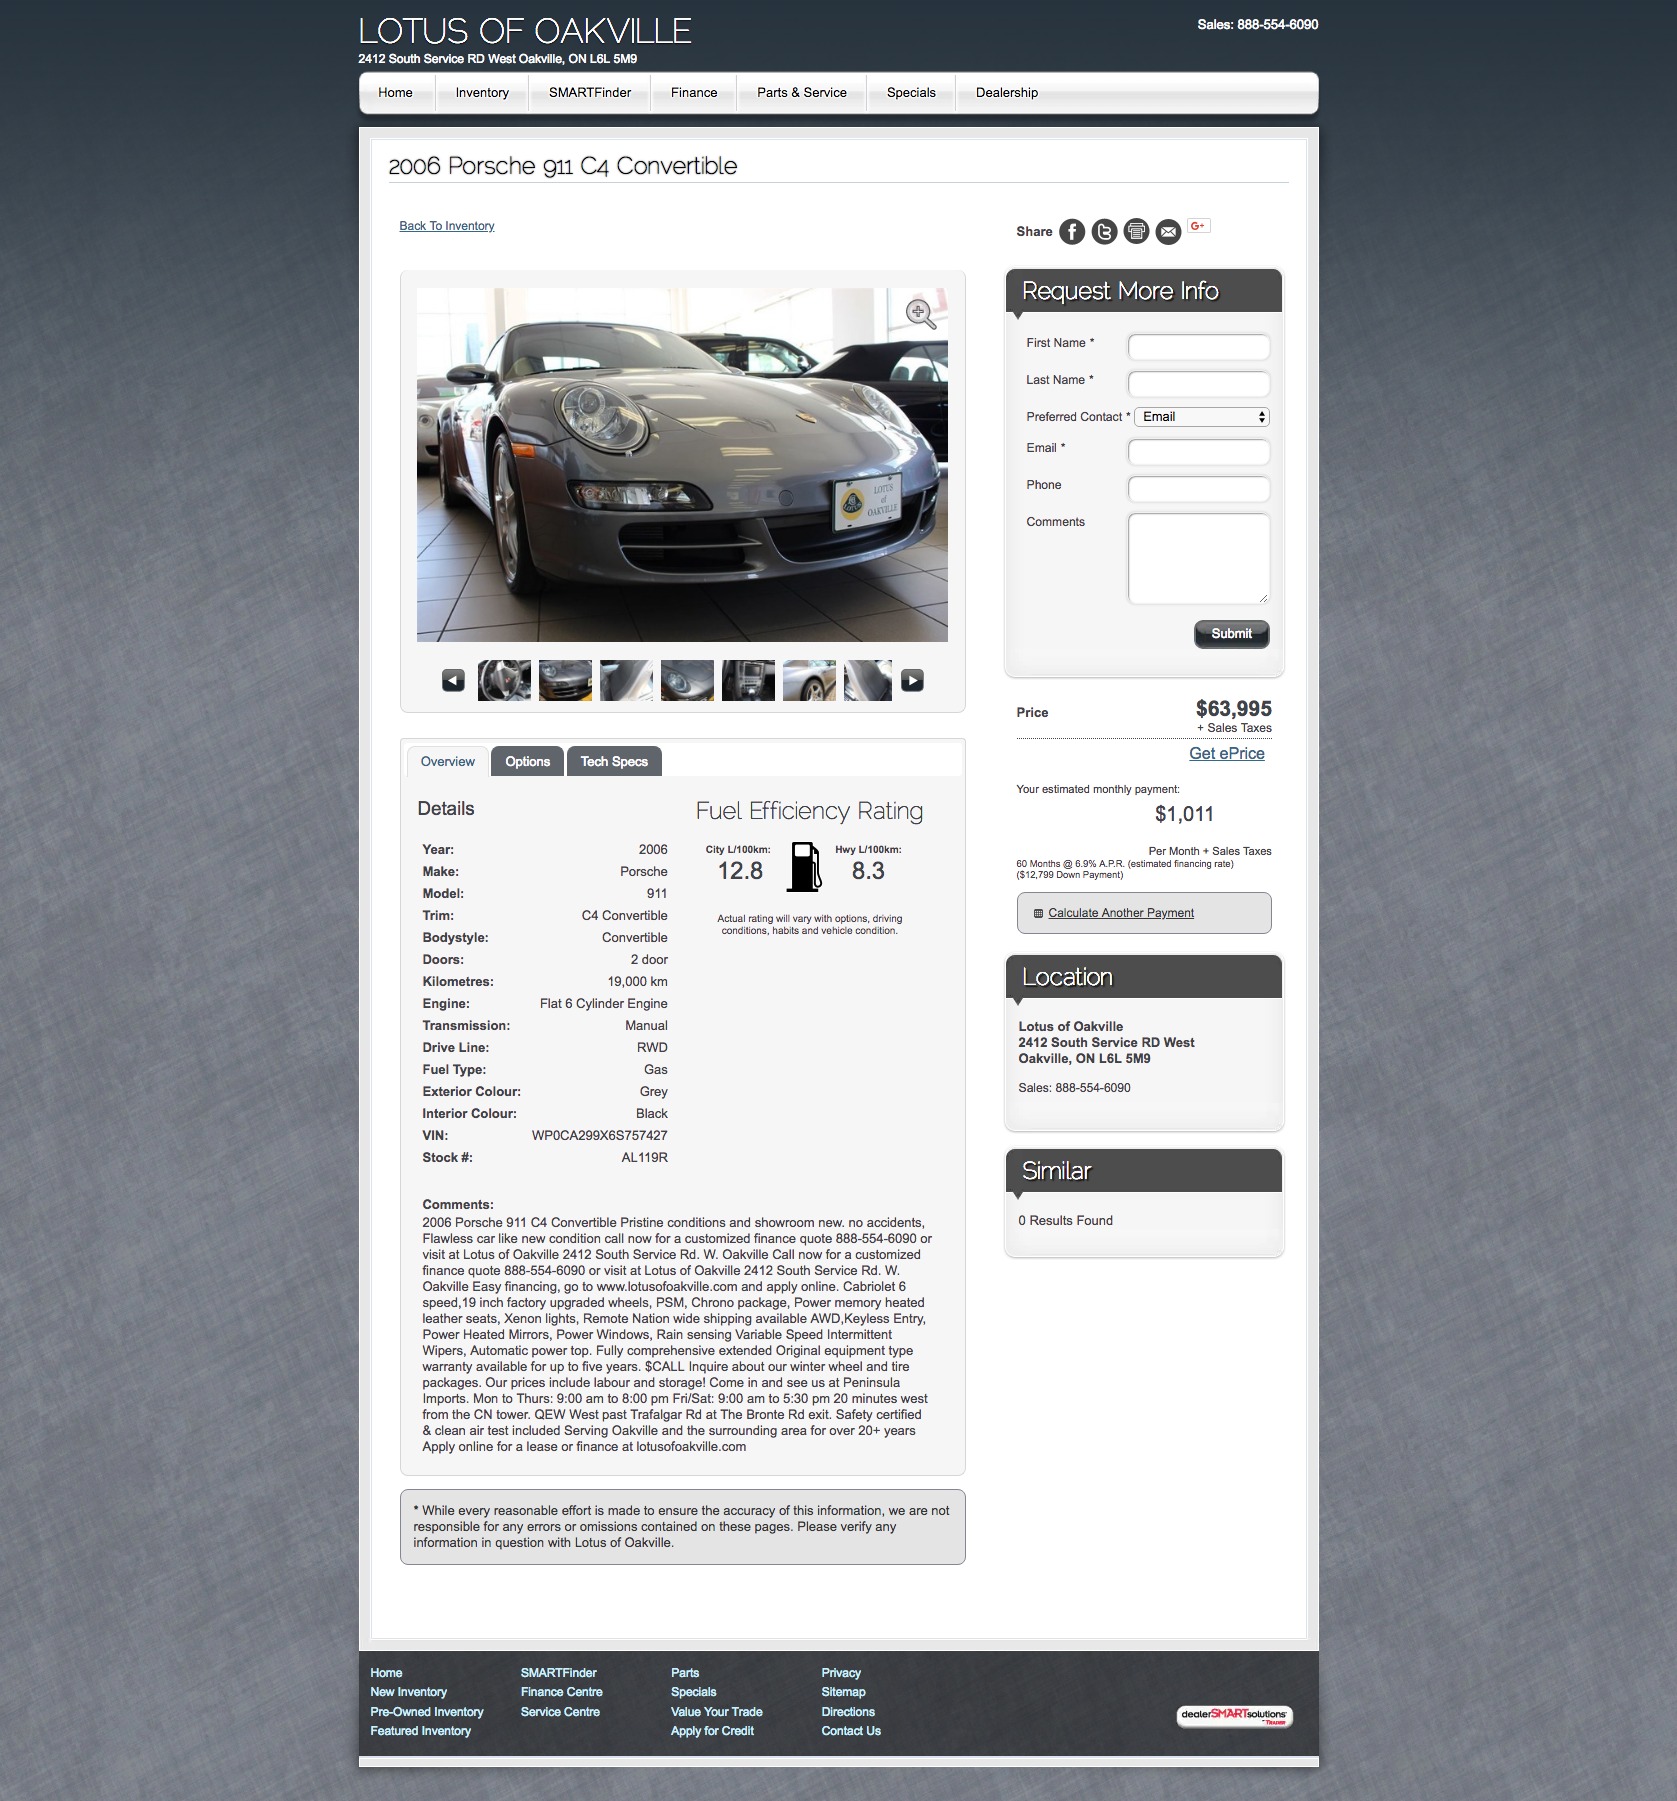 LOTUS OF OAKVILLE
2412 South Service RD West Oakville, ON L6L 5M9
Sales: 888-554-6090
Home Inventory SMARTFinder Finance Parts & Service Specials Dealership
2006 Porsche 911 C4 Convertible
Back To Inventory
Share
G+
LOTUS
of
OAKVILLE
Overview Options Tech Specs
Details
Year: 2006
Make: Porsche
Model: 911
Trim: C4 Convertible
Bodystyle: Convertible
Doors: 2 door
Kilometres: 19,000 km
Engine: Flat 6 Cylinder Engine
Transmission: Manual
Drive Line: RWD
Fuel Type: Gas
Exterior Colour: Grey
Interior Colour: Black
VIN: WP0CA299X6S757427
Stock #: AL119R
Fuel Efficiency Rating
City L/100km: Hwy L/100km:
12.8 8.3
Actual rating will vary with options, driving
conditions, habits and vehicle condition.
Comments:
2006 Porsche 911 C4 Convertible Pristine conditions and showroom new. no accidents,
Flawless car like new condition call now for a customized finance quote 888-554-6090 or
visit at Lotus of Oakville 2412 South Service Rd. W. Oakville Call now for a customized
finance quote 888-554-6090 or visit at Lotus of Oakville 2412 South Service Rd. W.
Oakville Easy financing, go to www.lotusofoakville.com and apply online. Cabriolet 6
speed,19 inch factory upgraded wheels, PSM, Chrono package, Power memory heated
leather seats, Xenon lights, Remote Nation wide shipping available AWD,Keyless Entry,
Power Heated Mirrors, Power Windows, Rain sensing Variable Speed Intermittent
Wipers, Automatic power top. Fully comprehensive extended Original equipment type
warranty available for up to five years. $CALL Inquire about our winter wheel and tire
packages. Our prices include labour and storage! Come in and see us at Peninsula
Imports. Mon to Thurs: 9:00 am to 8:00 pm Fri/Sat: 9:00 am to 5:30 pm 20 minutes west
from the CN tower. QEW West past Trafalgar Rd at The Bronte Rd exit. Safety certified
& clean air test included Serving Oakville and the surrounding area for over 20+ years
Apply online for a lease or finance at lotusofoakville.com
* While every reasonable effort is made to ensure the accuracy of this information, we are not
responsible for any errors or omissions contained on these pages. Please verify any
information in question with Lotus of Oakville.
Request More Info
First Name *
Last Name *
Preferred Contact * Email
Email *
Phone
Comments
Submit
Price $63,995
+ Sales Taxes
Get ePrice
Your estimated monthly payment:
$1,011
Per Month + Sales Taxes
60 Months @ 6.9% A.P.R. (estimated financing rate)
($12,799 Down Payment)
Calculate Another Payment
Location
Lotus of Oakville
2412 South Service RD West
Oakville, ON L6L 5M9
Sales: 888-554-6090
Similar
0 Results Found
Home SMARTFinder Parts Privacy
New Inventory Finance Centre Specials Sitemap
Pre-Owned Inventory Service Centre Value Your Trade Directions
Featured Inventory Apply for Credit Contact Us
dealerSMARTsolutions
TRADER